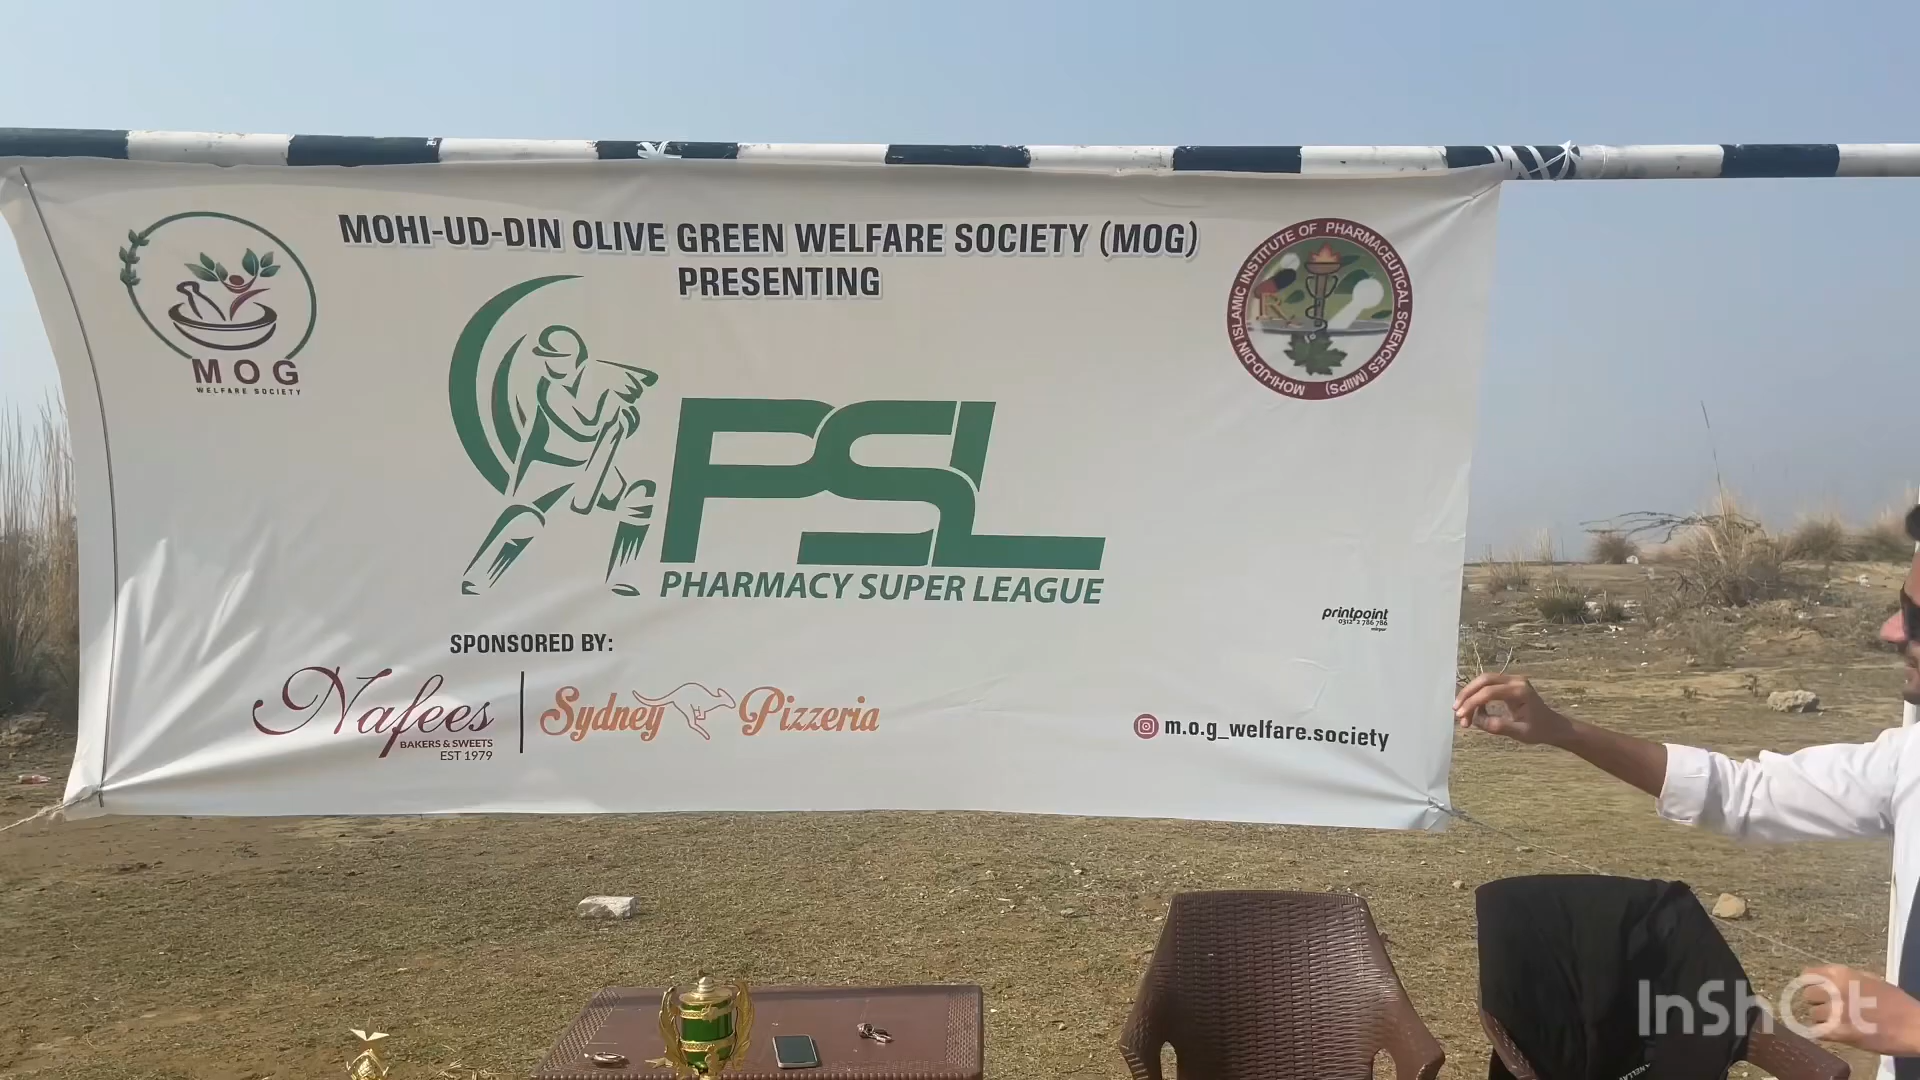 MOHI-UD-DIN OLIVE GREEN WELFARE SOCIETY (MOG)
PRESENTING
MOG
WELFARE SOCIETY
MOHI-UD-DIN ISLAMIC INSTITUTE OF PHARMACEUTICAL SCIENCES (MIPS)
PSL
PHARMACY SUPER LEAGUE
printpoint
SPONSORED BY:
Nafees
BAKERS & SWEETS
EST 1979
Sydney Pizzeria
m.o.g_welfare.society
InShOt